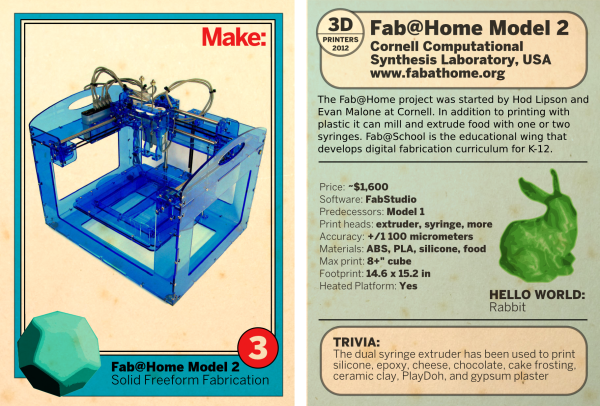 Make:
3
Fab@Home Model 2
Solid Freeform Fabrication
3D
PRINTERS
2012
Fab@Home Model 2
Cornell Computational
Synthesis Laboratory, USA
www.fabathome.org
The Fab@Home project was started by Hod Lipson and
Evan Malone at Cornell. In addition to printing with
plastic it can mill and extrude food with one or two
syringes. Fab@School is the educational wing that
develops digital fabrication curriculum for K-12.
Price: ~$1,600
Software: FabStudio
Predecessors: Model 1
Print heads: extruder, syringe, more
Accuracy: +/1 100 micrometers
Materials: ABS, PLA, silicone, food
Max print: 8+" cube
Footprint: 14.6 x 15.2 in
Heated Platform: Yes
HELLO WORLD:
Rabbit
TRIVIA:
The dual syringe extruder has been used to print
silicone, epoxy, cheese, chocolate, cake frosting.
ceramic clay, PlayDoh, and gypsum plaster